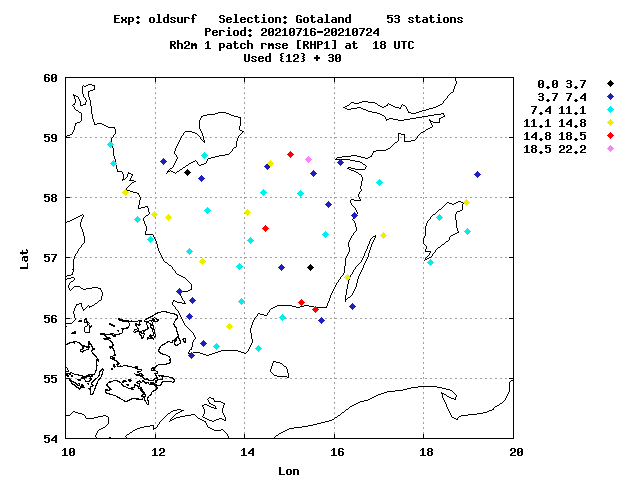 Exp: oldsurf   Selection: Gotaland     53 stations
Period: 20210716-20210724
Rh2m 1 patch rmse [RHP1] at  18 UTC
Used {12} + 30
0.0 3.7
3.7 7.4
7.4 11.1
11.1 14.8
14.8 18.5
18.5 22.2
60
59
58
57
56
55
54
Lat
10 12 14 16 18 20
Lon